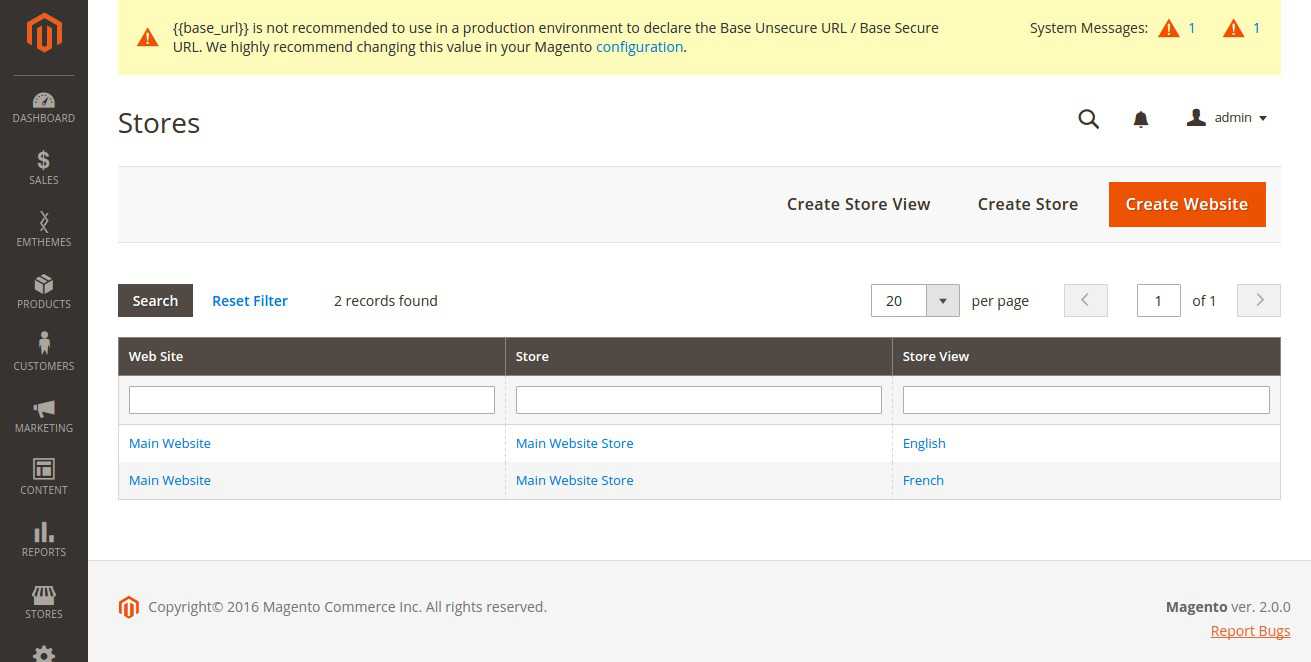 {{base_url}} is not recommended to use in a production environment to declare the Base Unsecure URL / Base Secure
URL. We highly recommend changing this value in your Magento configuration.
System Messages: 1 1
Stores
admin
DASHBOARD
SALES
EMTHEMES
PRODUCTS
CUSTOMERS
MARKETING
CONTENT
REPORTS
STORES
Create Store View Create Store Create Website
Search Reset Filter 2 records found 20 per page 1 of 1
Web Site Store Store View
Main Website Main Website Store English
Main Website Main Website Store French
Copyright© 2016 Magento Commerce Inc. All rights reserved.
Magento ver. 2.0.0
Report Bugs